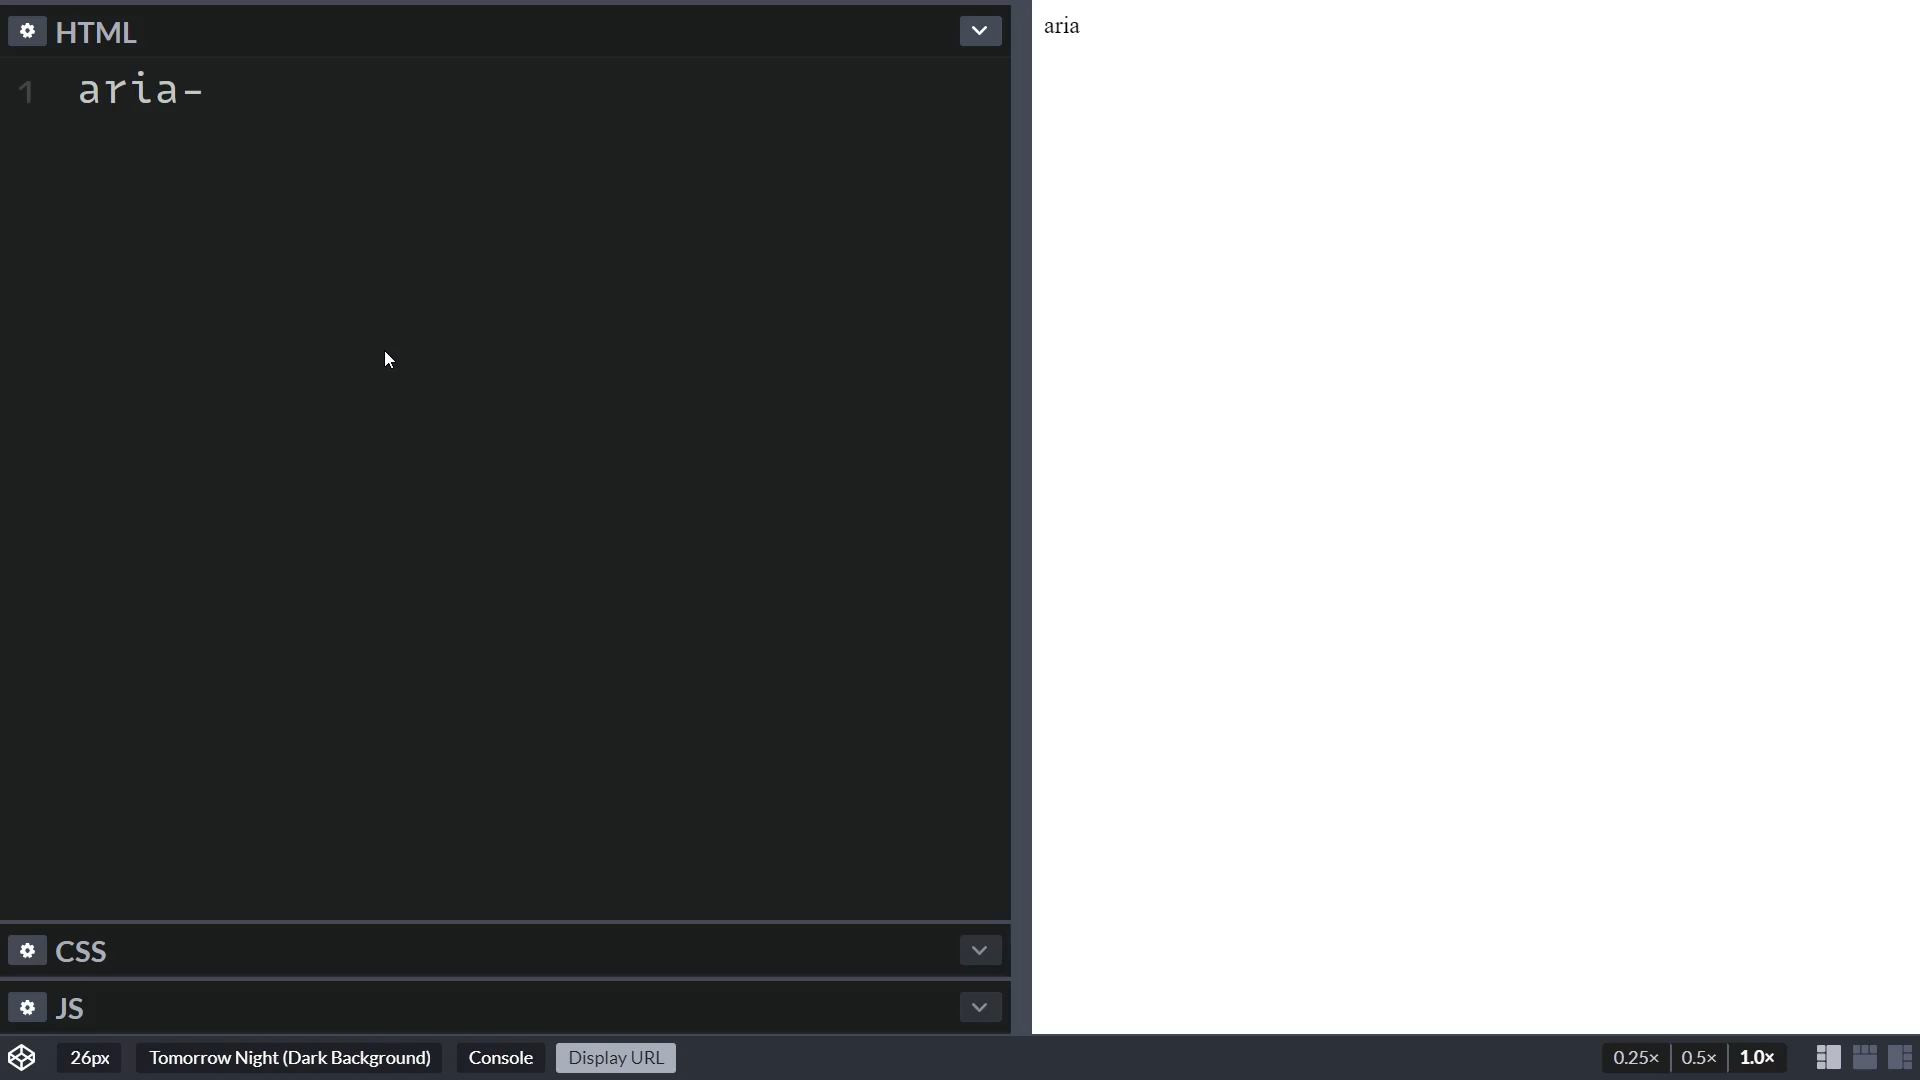 HTML
1 aria-
aria
CSS
JS
26px Tomorrow Night (Dark Background) Console Display URL 0.25× 0.5× 1.0×